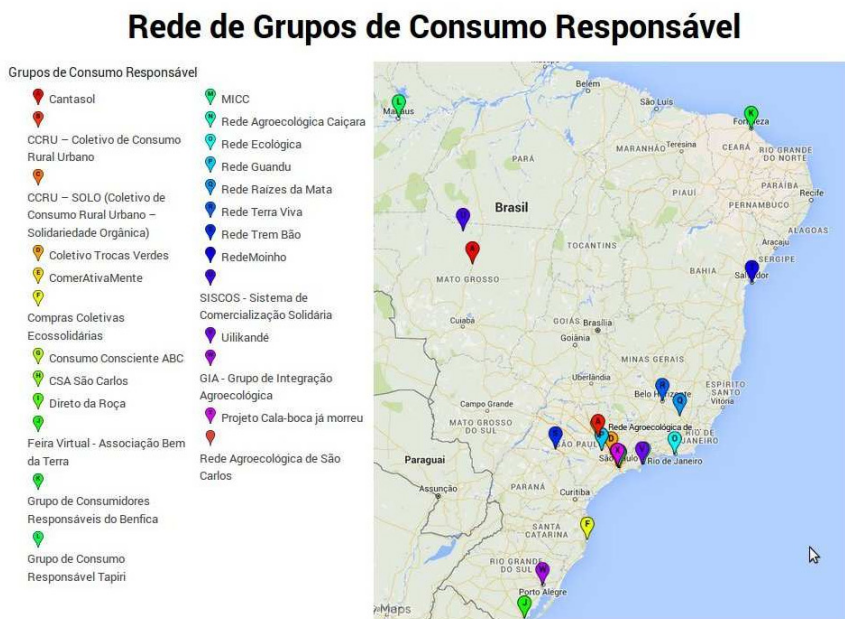 Rede de Grupos de Consumo Responsável
Grupos de Consumo Responsável
Cantasol
CCRU – Coletivo de Consumo
Rural Urbano
CCRU – SOLO (Coletivo de
Consumo Rural Urbano –
Solidariedade Orgânica)
Coletivo Trocas Verdes
ComerAtivaMente
Compras Coletivas
Ecossolidárias
Consumo Consciente ABC
CSA São Carlos
Direto da Roça
Feira Virtual - Associação Bem
da Terra
Grupo de Consumidores
Responsáveis do Benfica
Grupo de Consumo
Responsável Tapiri
MICC
Rede Agroecológica Caiçara
Rede Ecológica
Rede Guandu
Rede Raízes da Mata
Rede Terra Viva
Rede Trem Bão
RedeMoinho
SISCOS - Sistema de
Comercialização Solidária
Uilikandé
GIA - Grupo de Integração
Agroecológica
Projeto Cala-boca já morreu
Rede Agroecológica de São
Carlos
Belém
São Luís
Fortaleza
Manaus
PARÁ
MARANHÃO
Teresina
CEARÁ
RIO GRANDE
DO NORTE
PARAÍBA
PIAUÍ
PERNAMBUCO
Recife
Brasil
ALAGOAS
TOCANTINS
Aracaju
SERGIPE
BAHIA
Salvador
MATO GROSSO
Cuiabá
GOIÁS
Brasília
Goiânia
MINAS GERAIS
Uberlândia
Belo Horizonte
ESPÍRITO
SANTO
Vitória
Campo Grande
MATO GROSSO
DO SUL
Rede Agroecológica de
SÃO PAULO
RIO DE
JANEIRO
São Paulo
Rio de Janeiro
Paraguai
Assunção
PARANÁ
Curitiba
SANTA
CATARINA
RIO GRANDE
DO SUL
Porto Alegre
Maps